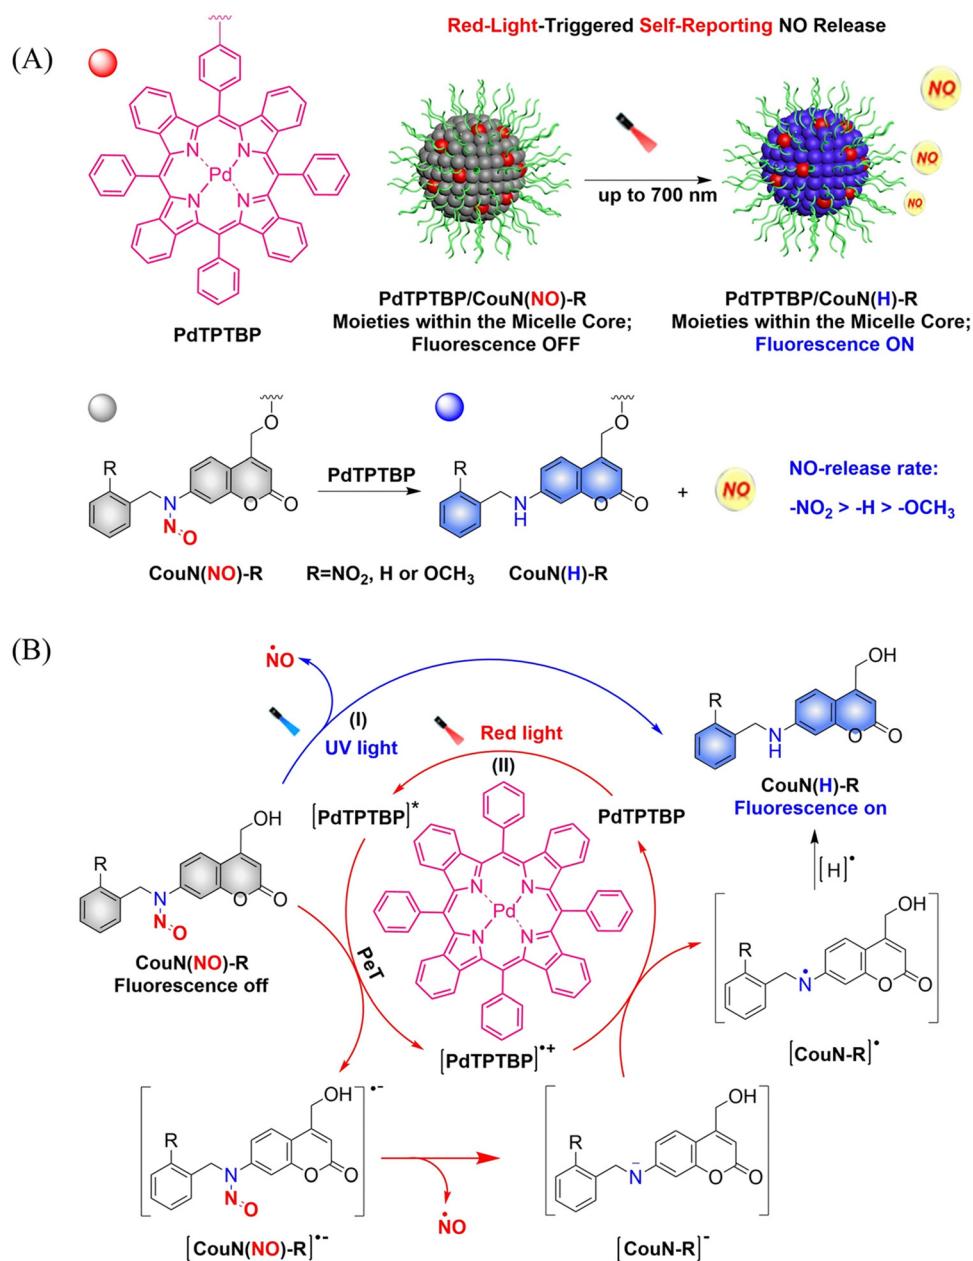 (A)
Red-Light-Triggered Self-Reporting NO Release
N
N
Pd
N
N
PdTPTBP
up to 700 nm
NO
NO
NO
PdTPTBP/CouN(NO)-R
Moieties within the Micelle Core;
Fluorescence OFF
PdTPTBP/CouN(H)-R
Moieties within the Micelle Core;
Fluorescence ON
O
R
N
N
O
O
O
CouN(NO)-R
PdTPTBP
R=NO₂, H or OCH₃
O
R
N
H
O
O
CouN(H)-R
+
NO
NO-release rate:
-NO₂ > -H > -OCH₃
(B)
•NO
(I)
UV light
Red light
(II)
OH
R
N
H
O
O
CouN(H)-R
Fluorescence on
[PdTPTBP]*
PdTPTBP
OH
R
N
N
O
O
O
CouN(NO)-R
Fluorescence off
N
N
Pd
N
N
PeT
[PdTPTBP]•+
[H]•
OH
R
N•
O
O
[CouN-R]•
OH
•-
R
N
N
O
O
O
[CouN(NO)-R]•-
•NO
OH
-
R
N
-
O
O
[CouN-R]-